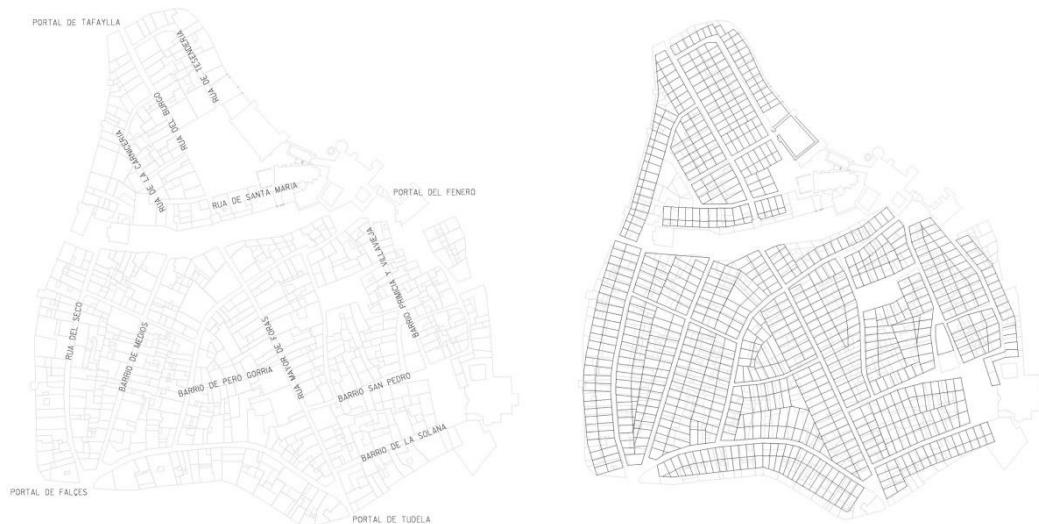 PORTAL DE TAFAYLLA
RUA DE TESENDERIA
RUA DEL BURGO
RUA DE LA CARNICERIA
RUA DE SANTA MARIA
PORTAL DEL FENERO
BARRIO PRIMICIA Y VILLAVIEJA
RUA DEL SECO
BARRIO DE MEDIOS
RUA MAYOR DE FORAS
BARRIO DE PERO GORRIA
BARRIO SAN PEDRO
BARRIO DE LA SOLANA
PORTAL DE FALÇES
PORTAL DE TUDELA